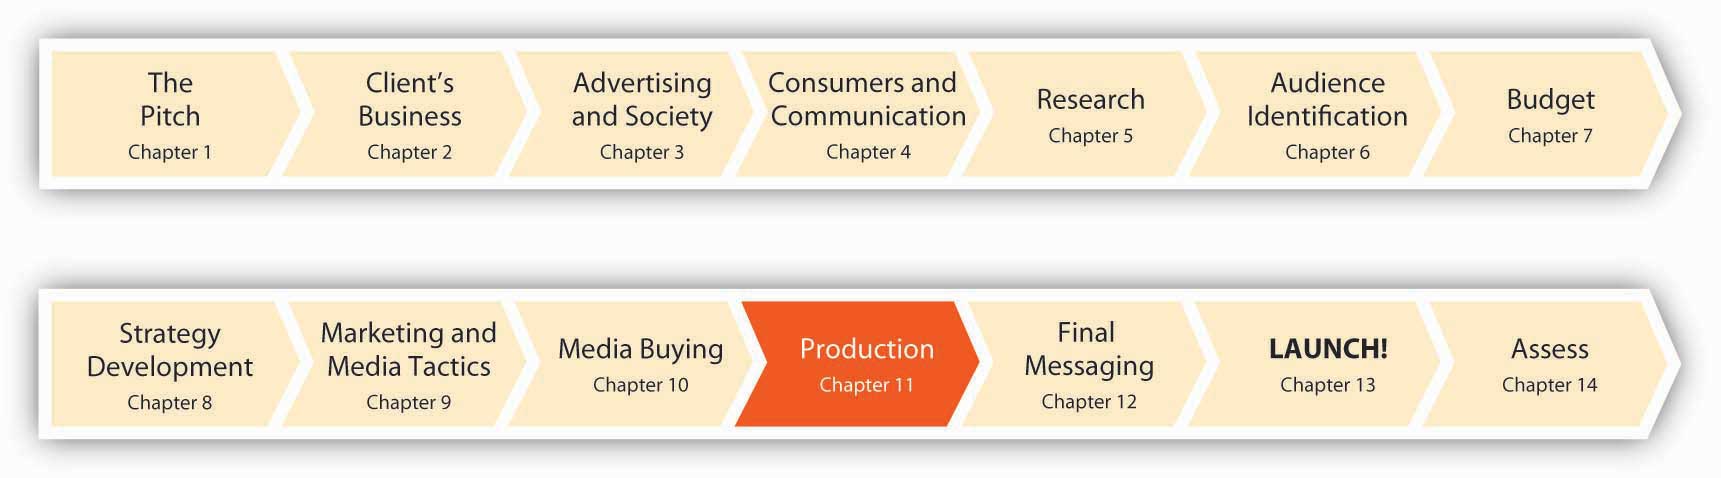 The
Pitch
Chapter 1
Client’s
Business
Chapter 2
Advertising
and Society
Chapter 3
Consumers and
Communication
Chapter 4
Research
Chapter 5
Audience
Identification
Chapter 6
Budget
Chapter 7
Strategy
Development
Chapter 8
Marketing and
Media Tactics
Chapter 9
Media Buying
Chapter 10
Production
Chapter 11
Final
Messaging
Chapter 12
LAUNCH!
Chapter 13
Assess
Chapter 14